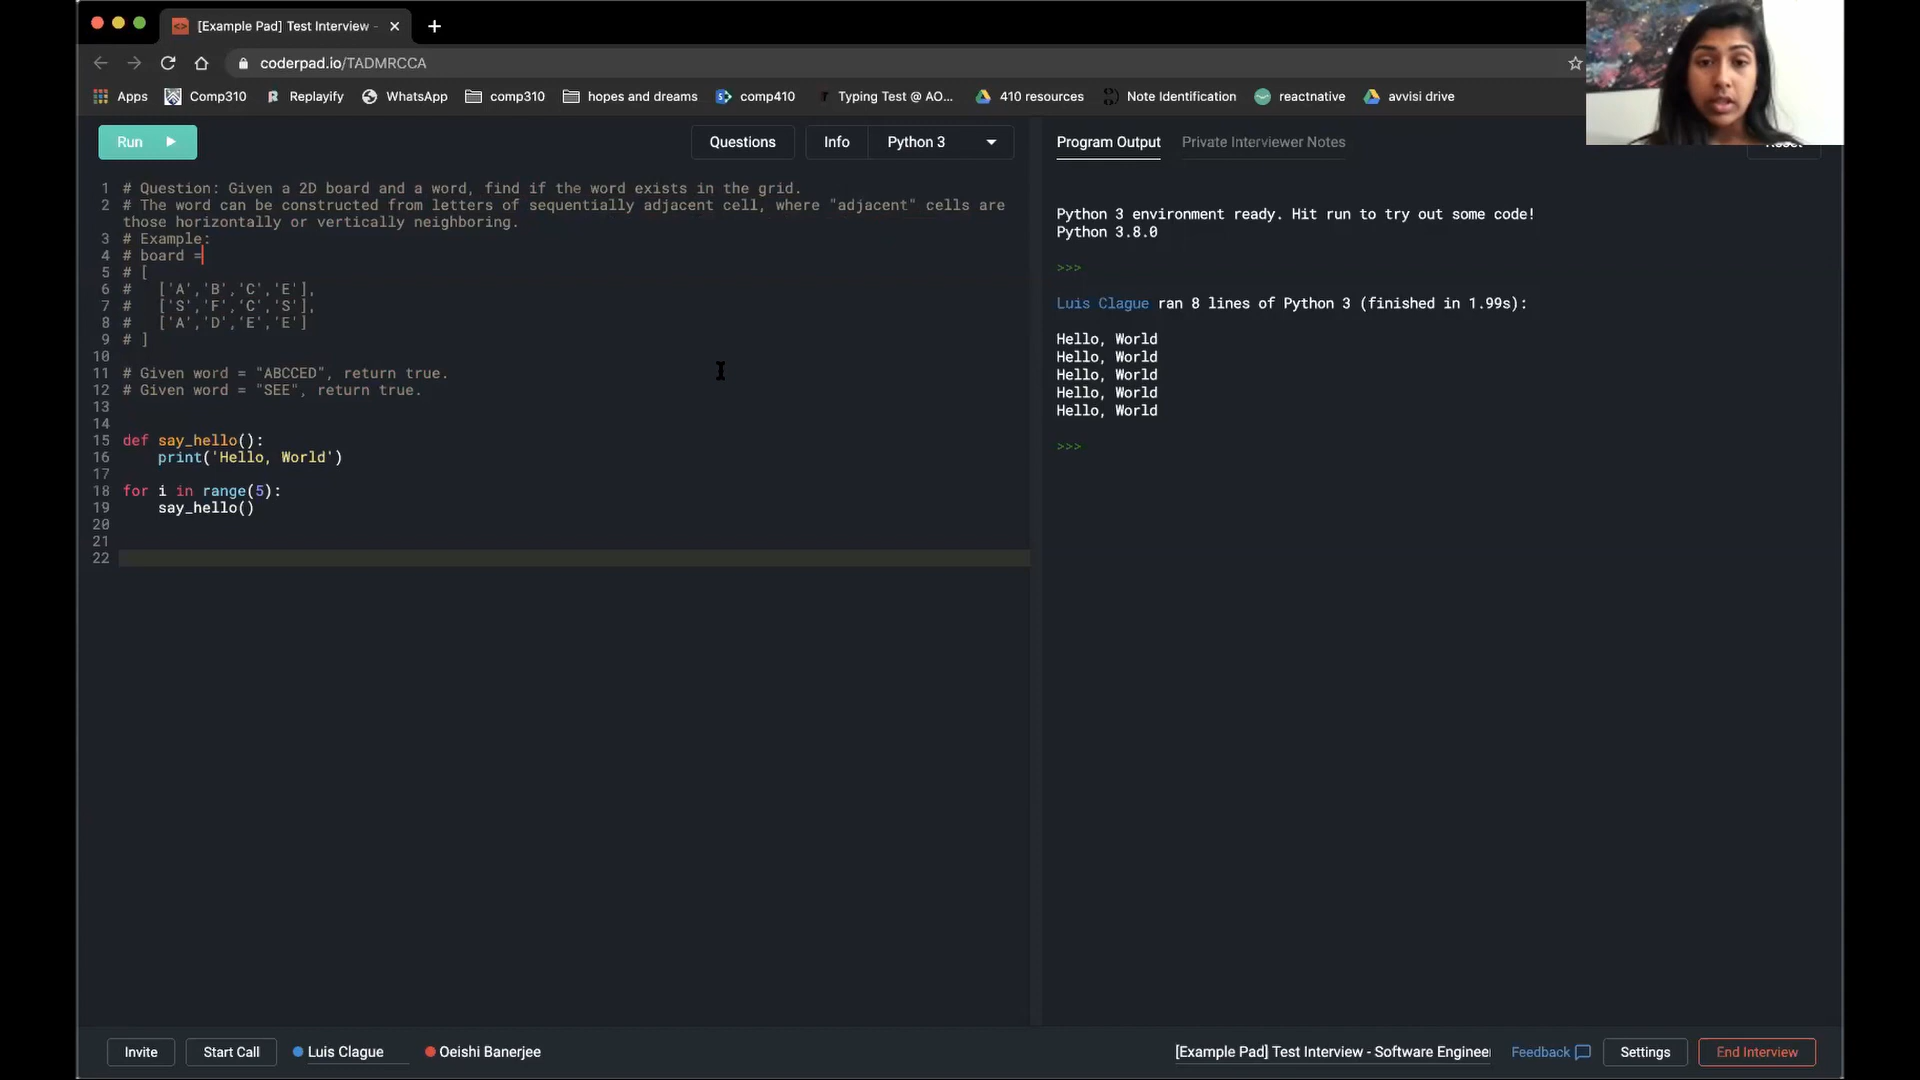 [Example Pad] Test Interview -
coderpad.io/TADMRCCA
Apps Comp310 Replayify WhatsApp comp310 hopes and dreams comp410 Typing Test @ AO... 410 resources Note Identification reactnative avvisi drive
Run Questions Info Python 3
Program Output Private Interviewer Notes
1 # Question: Given a 2D board and a word, find if the word exists in the grid.
2 # The word can be constructed from letters of sequentially adjacent cell, where "adjacent" cells are
those horizontally or vertically neighboring.
3 # Example:
4 # board =
5 # [
6 #   ['A','B','C','E'],
7 #   ['S','F','C','S'],
8 #   ['A','D','E','E']
9 # ]
10
11 # Given word = "ABCCED", return true.
12 # Given word = "SEE", return true.
13
14
15 def say_hello():
16     print('Hello, World')
17
18 for i in range(5):
19     say_hello()
20
21
22
Python 3 environment ready. Hit run to try out some code!
Python 3.8.0
>>>
Luis Clague ran 8 lines of Python 3 (finished in 1.99s):
Hello, World
Hello, World
Hello, World
Hello, World
Hello, World
>>>
Invite Start Call Luis Clague Oeishi Banerjee
[Example Pad] Test Interview - Software Enginee Feedback Settings End Interview